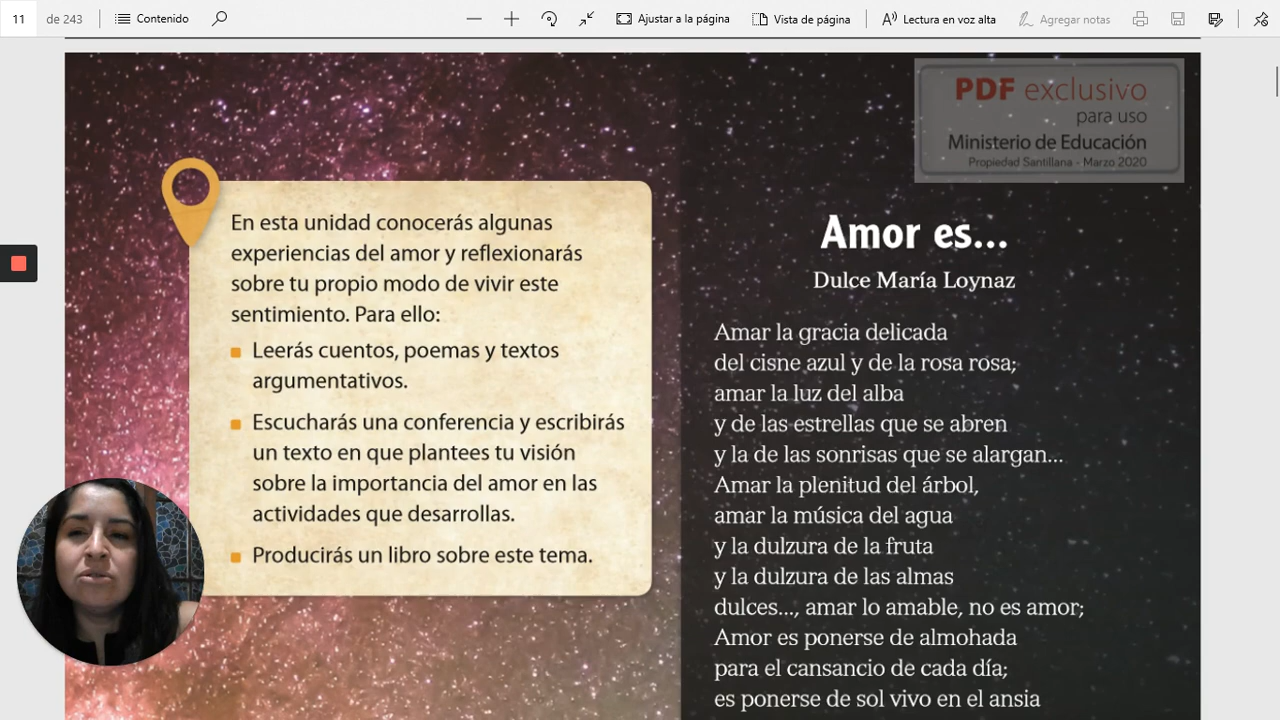 11 de 243 Contenido Ajustar a la página Vista de página Lectura en voz alta Agregar notas
PDF exclusivo
para uso
Ministerio de Educación
Propiedad Santillana - Marzo 2020
En esta unidad conocerás algunas
experiencias del amor y reflexionarás
sobre tu propio modo de vivir este
sentimiento. Para ello:
Leerás cuentos, poemas y textos
argumentativos.
Escucharás una conferencia y escribirás
un texto en que plantees tu visión
sobre la importancia del amor en las
actividades que desarrollas.
Producirás un libro sobre este tema.
Amor es...
Dulce María Loynaz
Amar la gracia delicada
del cisne azul y de la rosa rosa;
amar la luz del alba
y de las estrellas que se abren
y la de las sonrisas que se alargan...
Amar la plenitud del árbol,
amar la música del agua
y la dulzura de la fruta
y la dulzura de las almas
dulces..., amar lo amable, no es amor;
Amor es ponerse de almohada
para el cansancio de cada día;
es ponerse de sol vivo en el ansia